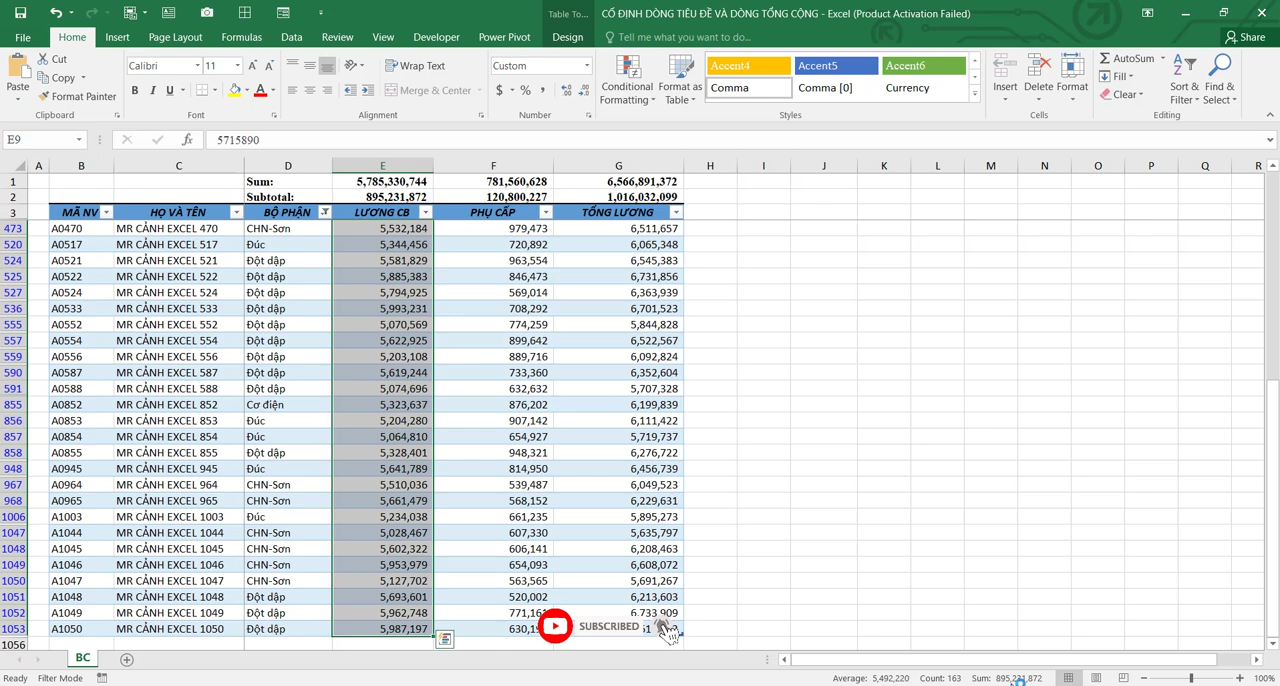 Table To... CỐ ĐỊNH DÒNG TIÊU ĐỀ VÀ DÒNG TỔNG CỘNG - Excel (Product Activation Failed)
File Home Insert Page Layout Formulas Data Review View Developer Power Pivot Design Tell me what you want to do... Share
Paste Cut Copy Format Painter Clipboard
Calibri 11 A A B I U A Font
Wrap Text Merge & Center Alignment
Custom $ % , Number
Conditional Formatting Format as Table
Accent4 Accent5 Accent6
Comma Comma [0] Currency
Styles
Insert Delete Format Cells
AutoSum Fill Clear Sort & Filter Find & Select Editing
E9 fx 5715890
A B C D E F G H I J K L M N O P Q R
1 Sum: 5,785,330,744 781,560,628 6,566,891,372
2 Subtotal: 895,231,872 120,800,227 1,016,032,099
3 MÃ NV HỌ VÀ TÊN BỘ PHẬN LƯƠNG CB PHỤ CẤP TỔNG LƯƠNG
473 A0470 MR CẢNH EXCEL 470 CHN-Sơn 5,532,184 979,473 6,511,657
520 A0517 MR CẢNH EXCEL 517 Đúc 5,344,456 720,892 6,065,348
524 A0521 MR CẢNH EXCEL 521 Đột dập 5,581,829 963,554 6,545,383
525 A0522 MR CẢNH EXCEL 522 Đột dập 5,885,383 846,473 6,731,856
527 A0524 MR CẢNH EXCEL 524 Đột dập 5,794,925 569,014 6,363,939
536 A0533 MR CẢNH EXCEL 533 Đột dập 5,993,231 708,292 6,701,523
555 A0552 MR CẢNH EXCEL 552 Đột dập 5,070,569 774,259 5,844,828
557 A0554 MR CẢNH EXCEL 554 Đột dập 5,622,925 899,642 6,522,567
559 A0556 MR CẢNH EXCEL 556 Đột dập 5,203,108 889,716 6,092,824
590 A0587 MR CẢNH EXCEL 587 Đột dập 5,619,244 733,360 6,352,604
591 A0588 MR CẢNH EXCEL 588 Đột dập 5,074,696 632,632 5,707,328
855 A0852 MR CẢNH EXCEL 852 Cơ điện 5,323,637 876,202 6,199,839
856 A0853 MR CẢNH EXCEL 853 Đúc 5,204,280 907,142 6,111,422
857 A0854 MR CẢNH EXCEL 854 Đúc 5,064,810 654,927 5,719,737
858 A0855 MR CẢNH EXCEL 855 Đột dập 5,328,401 948,321 6,276,722
948 A0945 MR CẢNH EXCEL 945 Đúc 5,641,789 814,950 6,456,739
967 A0964 MR CẢNH EXCEL 964 CHN-Sơn 5,510,036 539,487 6,049,523
968 A0965 MR CẢNH EXCEL 965 CHN-Sơn 5,661,479 568,152 6,229,631
1006 A1003 MR CẢNH EXCEL 1003 Đúc 5,234,038 661,235 5,895,273
1047 A1044 MR CẢNH EXCEL 1044 CHN-Sơn 5,028,467 607,330 5,635,797
1048 A1045 MR CẢNH EXCEL 1045 CHN-Sơn 5,602,322 606,141 6,208,463
1049 A1046 MR CẢNH EXCEL 1046 CHN-Sơn 5,953,979 654,093 6,608,072
1050 A1047 MR CẢNH EXCEL 1047 CHN-Sơn 5,127,702 563,565 5,691,267
1051 A1048 MR CẢNH EXCEL 1048 Đột dập 5,693,601 520,002 6,213,603
1052 A1049 MR CẢNH EXCEL 1049 Đột dập 5,962,748 6,733,909
1053 A1050 MR CẢNH EXCEL 1050 Đột dập 5,987,197
SUBSCRIBED
1056
BC
Ready Filter Mode Average: 5,492,220 Count: 163 Sum: 895,231,872 100%